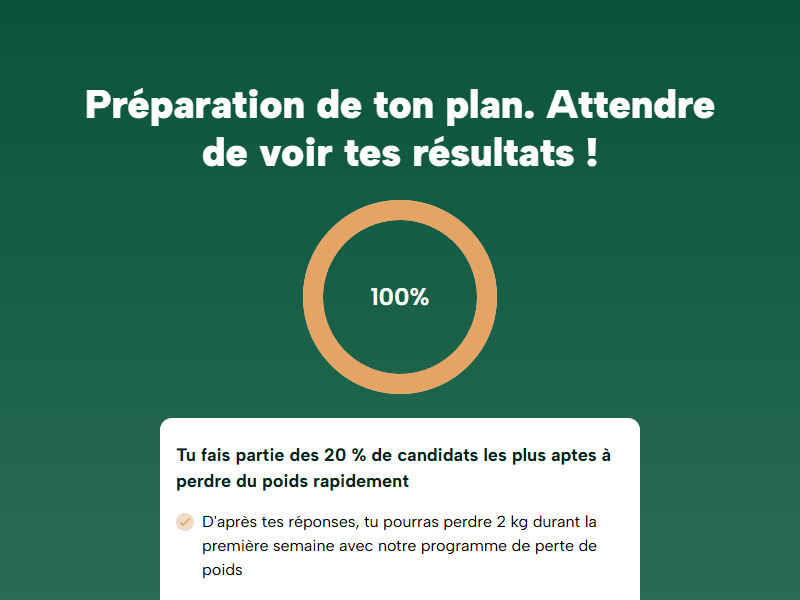 Préparation de ton plan. Attendre
de voir tes résultats !
100%
Tu fais partie des 20 % de candidats les plus aptes à
perdre du poids rapidement
D'après tes réponses, tu pourras perdre 2 kg durant la
première semaine avec notre programme de perte de
poids